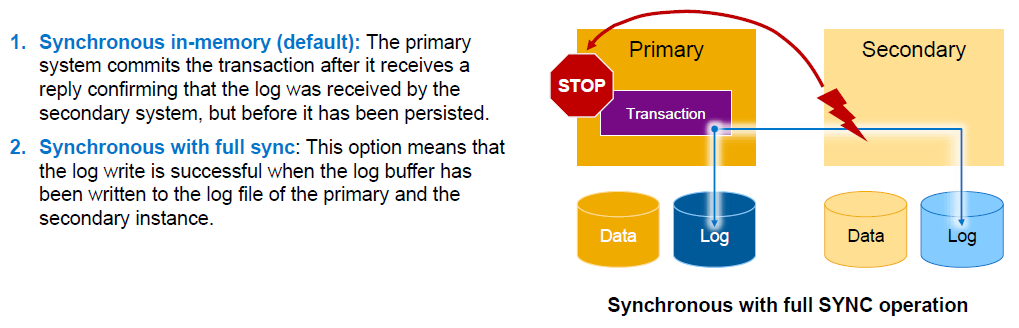 1. Synchronous in-memory (default): The primary
system commits the transaction after it receives a
reply confirming that the log was received by the
secondary system, but before it has been persisted.
2. Synchronous with full sync: This option means that
the log write is successful when the log buffer has
been written to the log file of the primary and the
secondary instance.
Primary
Secondary
STOP
Transaction
Data
Log
Data
Log
Synchronous with full SYNC operation